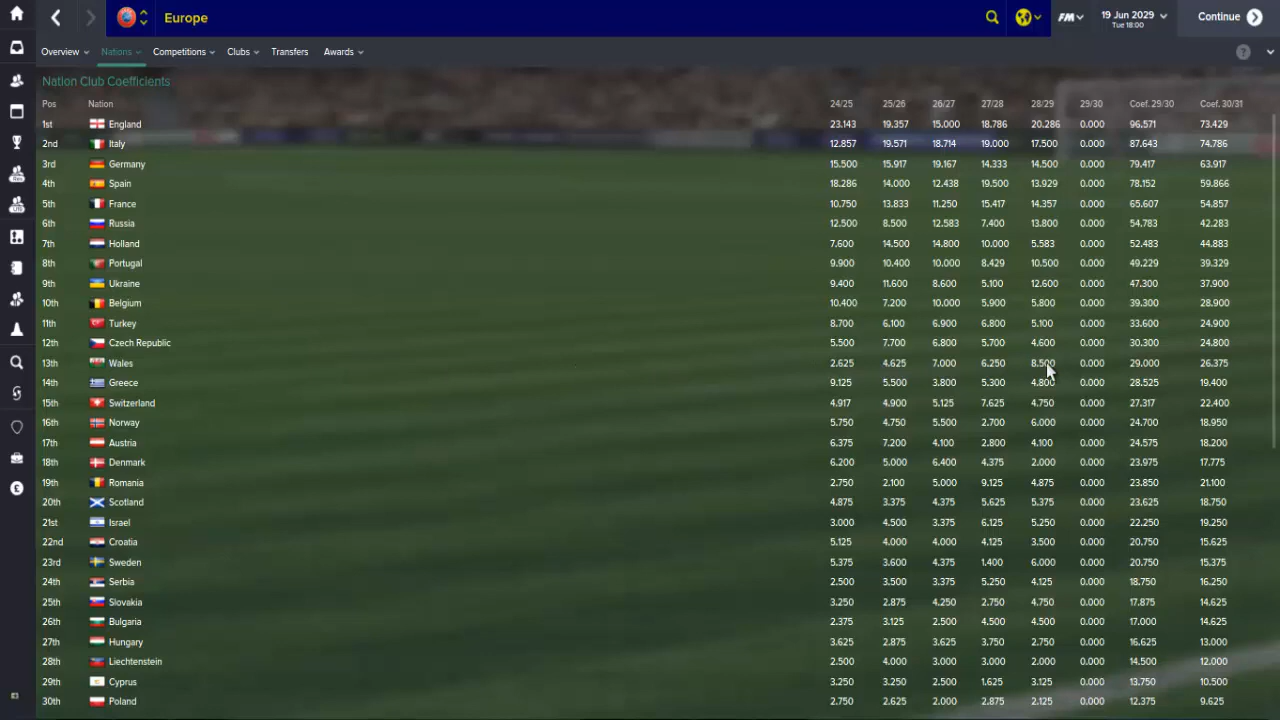 Europe
FM
19 Jun 2029
Tue 18:00
Continue
Overview Nations Competitions Clubs Transfers Awards
?
Nation Club Coefficients
Pos Nation 24/25 25/26 26/27 27/28 28/29 29/30 Coef. 29/30 Coef. 30/31
1st England 23.143 19.357 15.000 18.786 20.286 0.000 96.571 73.429
2nd Italy 12.857 19.571 18.714 19.000 17.500 0.000 87.643 74.786
3rd Germany 15.500 15.917 19.167 14.333 14.500 0.000 79.417 63.917
4th Spain 18.286 14.000 12.438 19.500 13.929 0.000 78.152 59.866
5th France 10.750 13.833 11.250 15.417 14.357 0.000 65.607 54.857
6th Russia 12.500 8.500 12.583 7.400 13.800 0.000 54.783 42.283
7th Holland 7.600 14.500 14.800 10.000 5.583 0.000 52.483 44.883
8th Portugal 9.900 10.400 10.000 8.429 10.500 0.000 49.229 39.329
9th Ukraine 9.400 11.600 8.600 5.100 12.600 0.000 47.300 37.900
10th Belgium 10.400 7.200 10.000 5.900 5.800 0.000 39.300 28.900
11th Turkey 8.700 6.100 6.900 6.800 5.100 0.000 33.600 24.900
12th Czech Republic 5.500 7.700 6.800 5.700 4.600 0.000 30.300 24.800
13th Wales 2.625 4.625 7.000 6.250 8.500 0.000 29.000 26.375
14th Greece 9.125 5.500 3.800 5.300 4.800 0.000 28.525 19.400
15th Switzerland 4.917 4.900 5.125 7.625 4.750 0.000 27.317 22.400
16th Norway 5.750 4.750 5.500 2.700 6.000 0.000 24.700 18.950
17th Austria 6.375 7.200 4.100 2.800 4.100 0.000 24.575 18.200
18th Denmark 6.200 5.000 6.400 4.375 2.000 0.000 23.975 17.775
19th Romania 2.750 2.100 5.000 9.125 4.875 0.000 23.850 21.100
20th Scotland 4.875 3.375 4.375 5.625 5.375 0.000 23.625 18.750
21st Israel 3.000 4.500 3.375 6.125 5.250 0.000 22.250 19.250
22nd Croatia 5.125 4.000 4.000 4.125 3.500 0.000 20.750 15.625
23rd Sweden 5.375 3.600 4.375 1.400 6.000 0.000 20.750 15.375
24th Serbia 2.500 3.500 3.375 5.250 4.125 0.000 18.750 16.250
25th Slovakia 3.250 2.875 4.250 2.750 4.750 0.000 17.875 14.625
26th Bulgaria 2.375 3.125 2.500 4.500 4.500 0.000 17.000 14.625
27th Hungary 3.625 2.875 3.625 3.750 2.750 0.000 16.625 13.000
28th Liechtenstein 2.500 4.000 3.000 3.000 2.000 0.000 14.500 12.000
29th Cyprus 3.250 3.250 2.500 1.625 3.125 0.000 13.750 10.500
30th Poland 2.750 2.625 2.000 2.875 2.125 0.000 12.375 9.625